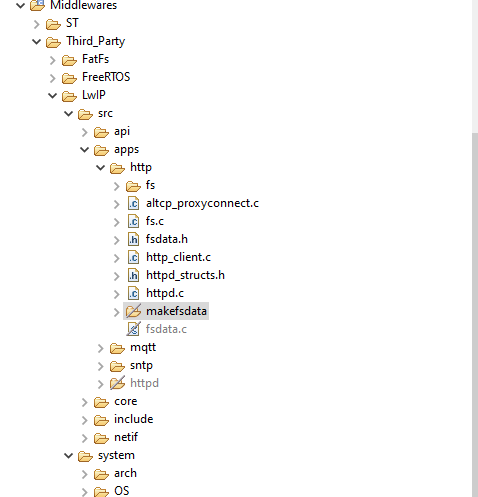 Middlewares
ST
Third_Party
FatFs
FreeRTOS
LwIP
src
api
apps
http
fs
altcp_proxyconnect.c
fs.c
fsdata.h
http_client.c
httpd_structs.h
httpd.c
makefsdata
fsdata.c
mqtt
sntp
httpd
core
include
netif
system
arch
OS